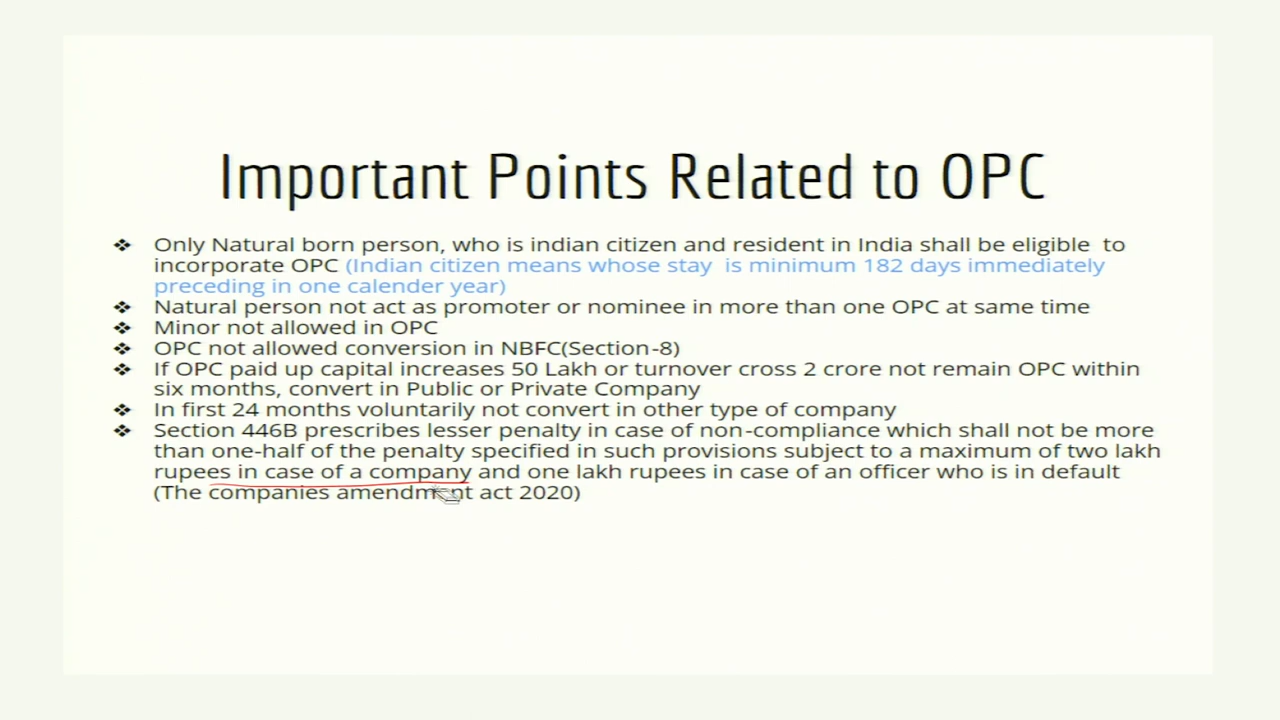 Important Points Related to OPC
❖ Only Natural born person, who is indian citizen and resident in India shall be eligible to
incorporate OPC (Indian citizen means whose stay is minimum 182 days immediately
preceding in one calender year)
❖ Natural person not act as promoter or nominee in more than one OPC at same time
❖ Minor not allowed in OPC
❖ OPC not allowed conversion in NBFC(Section-8)
❖ If OPC paid up capital increases 50 Lakh or turnover cross 2 crore not remain OPC within
six months, convert in Public or Private Company
❖ In first 24 months voluntarily not convert in other type of company
❖ Section 446B prescribes lesser penalty in case of non-compliance which shall not be more
than one-half of the penalty specified in such provisions subject to a maximum of two lakh
rupees in case of a company and one lakh rupees in case of an officer who is in default
(The companies amendment act 2020)